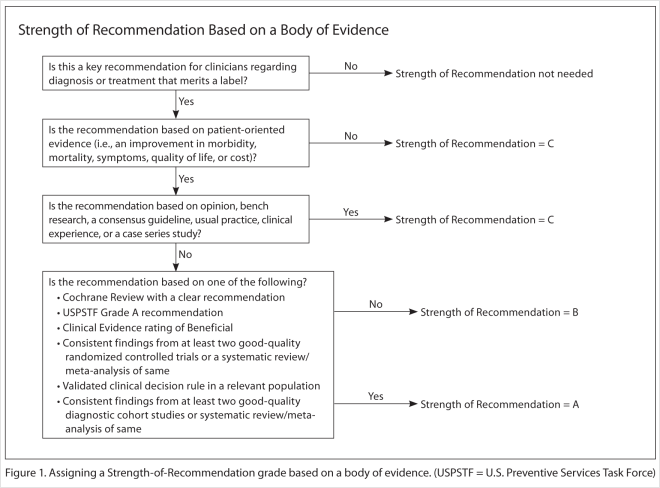 Strength of Recommendation Based on a Body of Evidence
Is this a key recommendation for clinicians regarding
diagnosis or treatment that merits a label?
No
Strength of Recommendation not needed
Yes
Is the recommendation based on patient-oriented
evidence (i.e., an improvement in morbidity,
mortality, symptoms, quality of life, or cost)?
No
Strength of Recommendation = C
Yes
Is the recommendation based on opinion, bench
research, a consensus guideline, usual practice, clinical
experience, or a case series study?
Yes
Strength of Recommendation = C
No
Is the recommendation based on one of the following?
• Cochrane Review with a clear recommendation
• USPSTF Grade A recommendation
• Clinical Evidence rating of Beneficial
• Consistent findings from at least two good-quality
randomized controlled trials or a systematic review/
meta-analysis of same
• Validated clinical decision rule in a relevant population
• Consistent findings from at least two good-quality
diagnostic cohort studies or systematic review/meta-
analysis of same
No
Strength of Recommendation = B
Yes
Strength of Recommendation = A
Figure 1. Assigning a Strength-of-Recommendation grade based on a body of evidence. (USPSTF = U.S. Preventive Services Task Force)